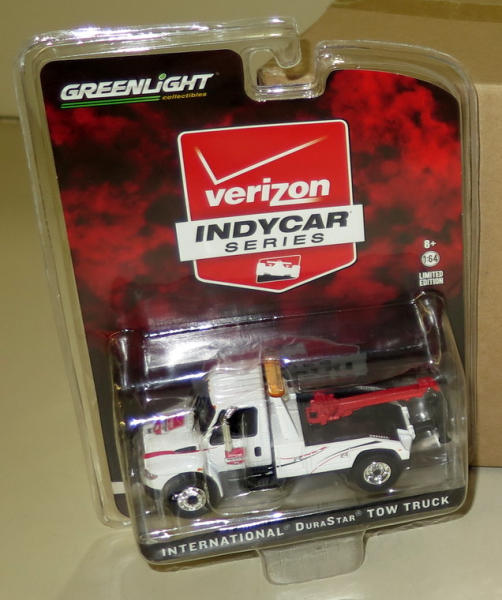 GREENLIGHT
collectibles
verizon
INDYCAR
SERIES
8+
1:64
LIMITED
EDITION
INTERNATIONAL® DURASTAR® TOW TRUCK